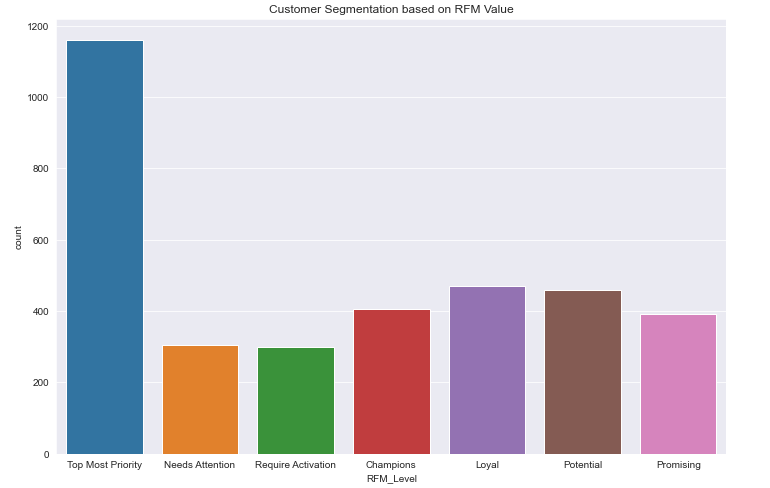 Customer Segmentation based on RFM Value
1200
1000
800
600
400
200
0
count
Top Most Priority Needs Attention Require Activation Champions Loyal Potential Promising
RFM_Level